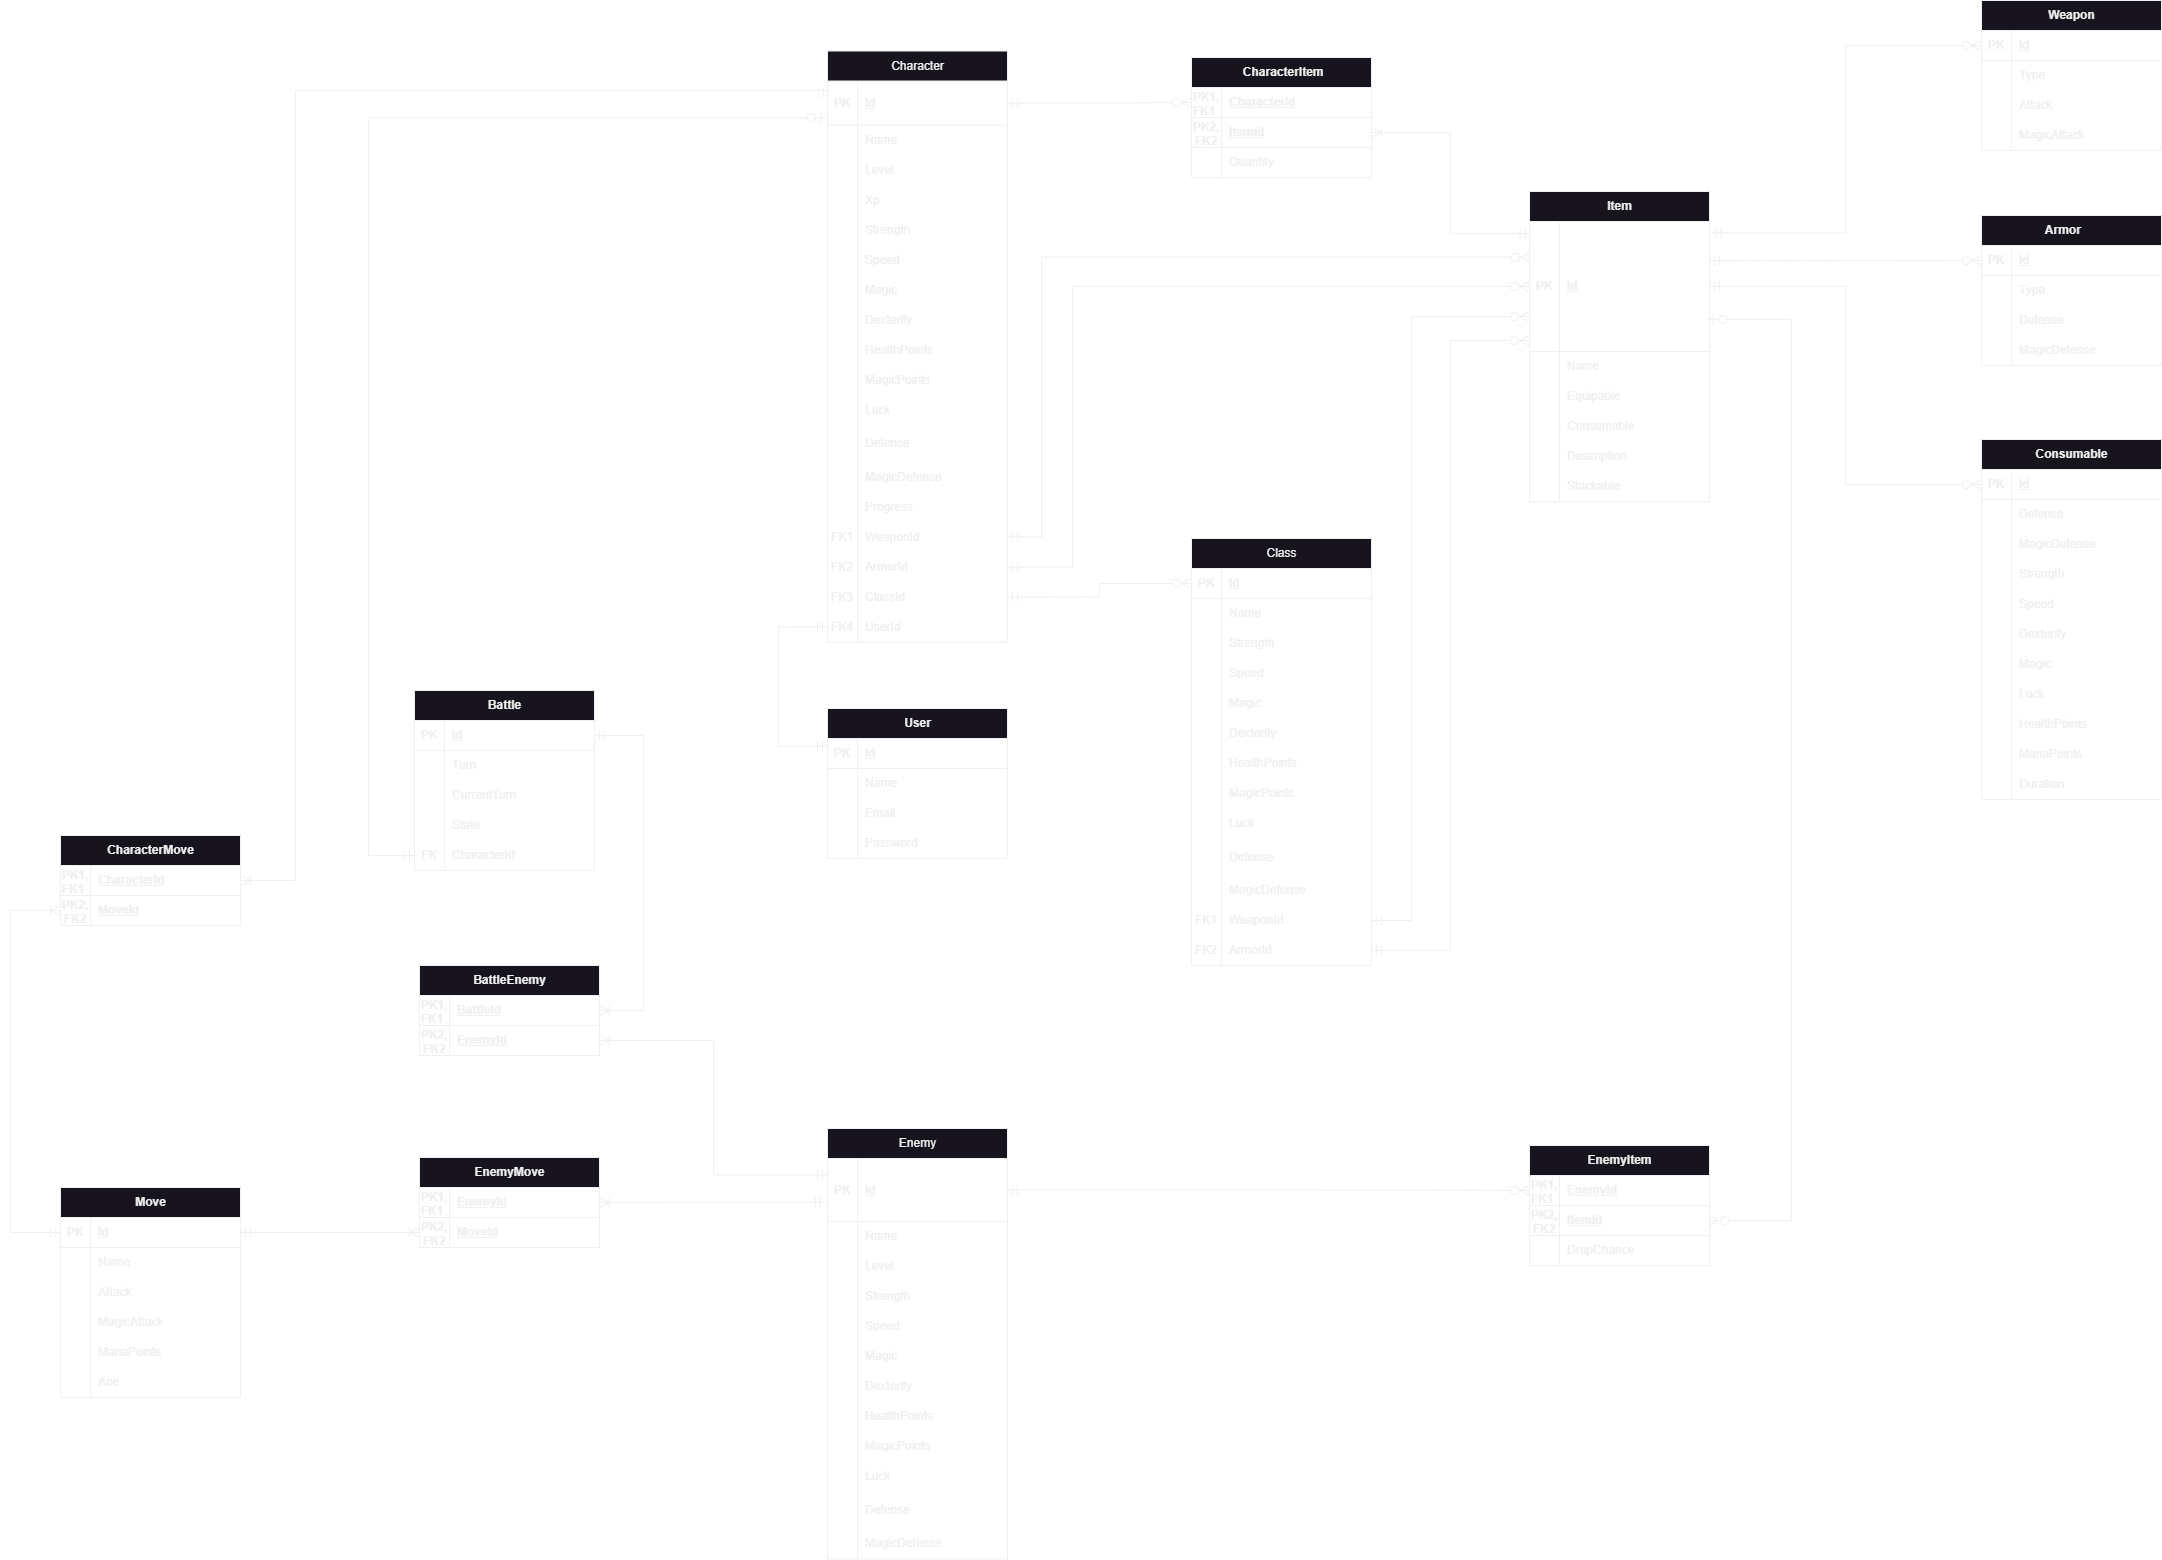 Weapon
PK Id
Type
Attack
MagicAttack
Character
PK Id
Name
Level
Xp
Strength
Speed
Magic
Dexterity
HealthPoints
MagicPoints
Luck
Defense
MagicDefense
Progress
FK1 WeaponId
FK2 ArmorId
FK3 ClassId
FK4 UserId
CharacterItem
PK1,
FK1 CharacterId
PK2,
FK2 ItemId
Quantity
Item
PK Id
Name
Equipable
Consumable
Description
Stackable
Armor
PK Id
Type
Defense
MagicDefense
Consumable
PK Id
Defense
MagicDefense
Strength
Speed
Dexterity
Magic
Luck
HealthPoints
ManaPoints
Duration
Class
PK Id
Name
Strength
Speed
Magic
Dexterity
HealthPoints
MagicPoints
Luck
Defense
MagicDefense
FK1 WeaponId
FK2 ArmorId
Battle
PK Id
Turn
CurrentTurn
State
FK CharacterId
User
PK Id
Name
Email
Password
CharacterMove
PK1,
FK1 CharacterId
PK2,
FK2 MoveId
BattleEnemy
PK1,
FK1 BattleId
PK2,
FK2 EnemyId
Enemy
PK Id
Name
Level
Strength
Speed
Magic
Dexterity
HealthPoints
MagicPoints
Luck
Defense
MagicDefense
EnemyItem
PK1,
FK1 EnemyId
PK2,
FK2 ItemId
DropChance
EnemyMove
PK1,
FK1 EnemyId
PK2,
FK2 MoveId
Move
PK Id
Name
Attack
MagicAttack
ManaPoints
Aoe